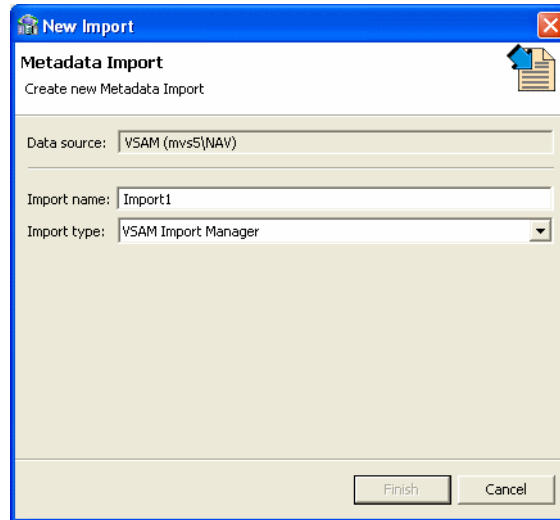 New Import
Metadata Import
Create new Metadata Import
Data source: VSAM (mvs5\NAV)
Import name: Import1
Import type: VSAM Import Manager
Finish Cancel